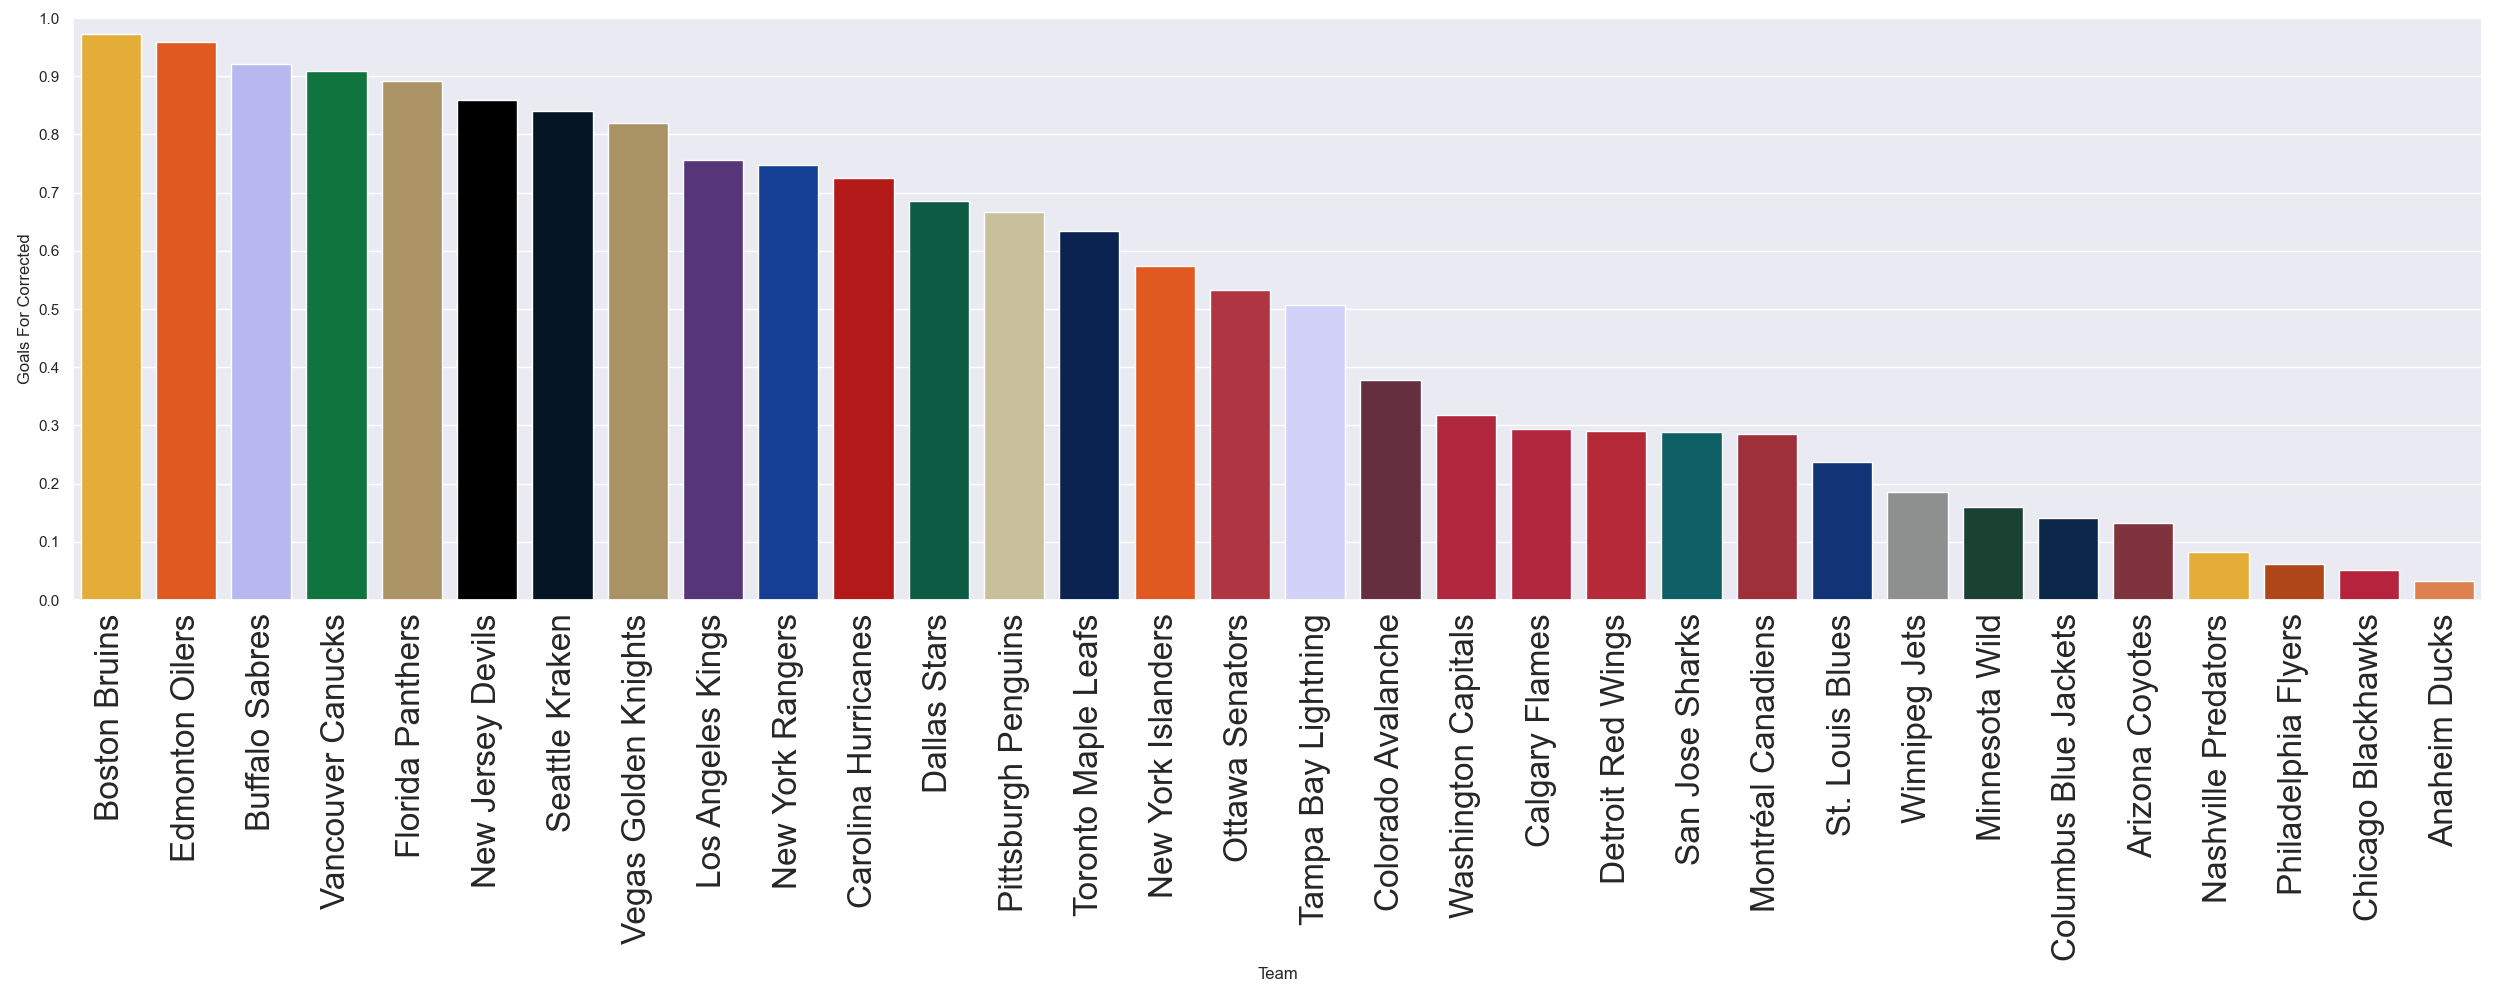 1.0
0.9
0.8
0.7
0.6
0.5
0.4
0.3
0.2
0.1
0.0
Goals For Corrected
Boston Bruins
Edmonton Oilers
Buffalo Sabres
Vancouver Canucks
Florida Panthers
New Jersey Devils
Seattle Kraken
Vegas Golden Knights
Los Angeles Kings
New York Rangers
Carolina Hurricanes
Dallas Stars
Pittsburgh Penguins
Toronto Maple Leafs
New York Islanders
Ottawa Senators
Tampa Bay Lightning
Colorado Avalanche
Washington Capitals
Calgary Flames
Detroit Red Wings
San Jose Sharks
Montréal Canadiens
St. Louis Blues
Winnipeg Jets
Minnesota Wild
Columbus Blue Jackets
Arizona Coyotes
Nashville Predators
Philadelphia Flyers
Chicago Blackhawks
Anaheim Ducks
Team